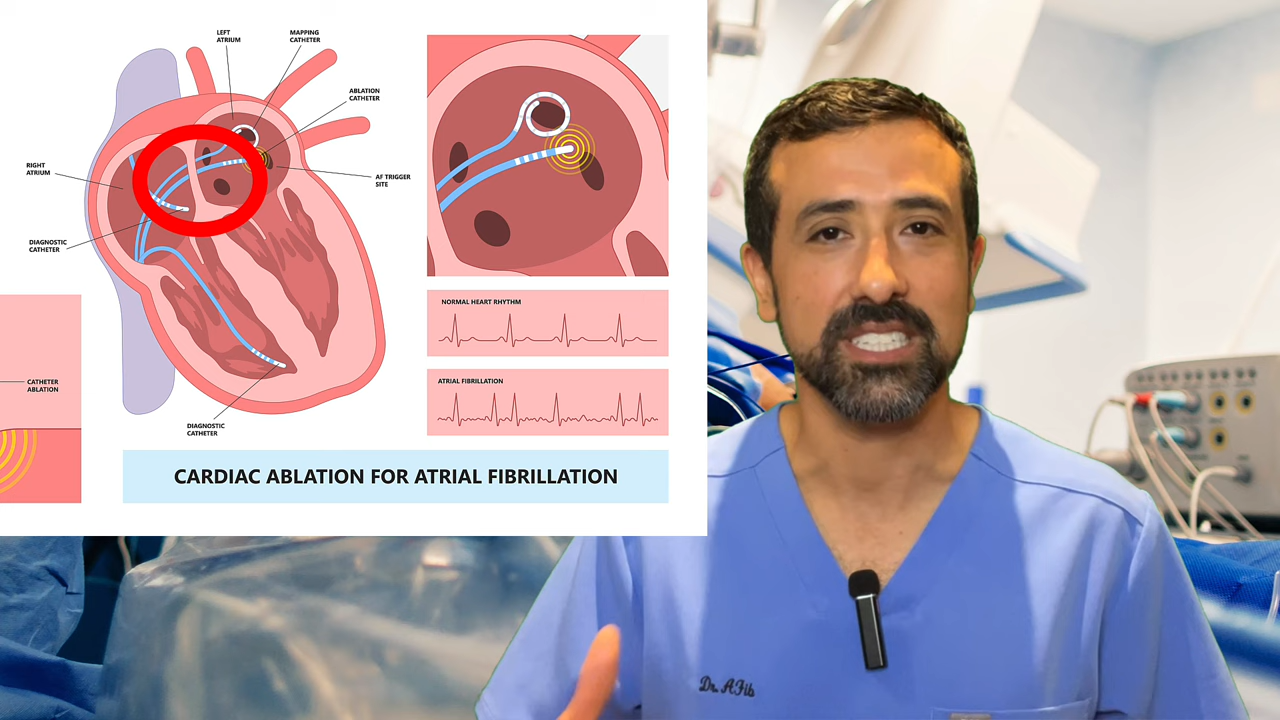 LEFT
ATRIUM
MAPPING
CATHETER
ABLATION
CATHETER
RIGHT
ATRIUM
AF TRIGGER
SITE
DIAGNOSTIC
CATHETER
NORMAL HEART RHYTHM
CATHETER
ABLATION
ATRIAL FIBRILLATION
DIAGNOSTIC
CATHETER
CARDIAC ABLATION FOR ATRIAL FIBRILLATION
Dr. AFib